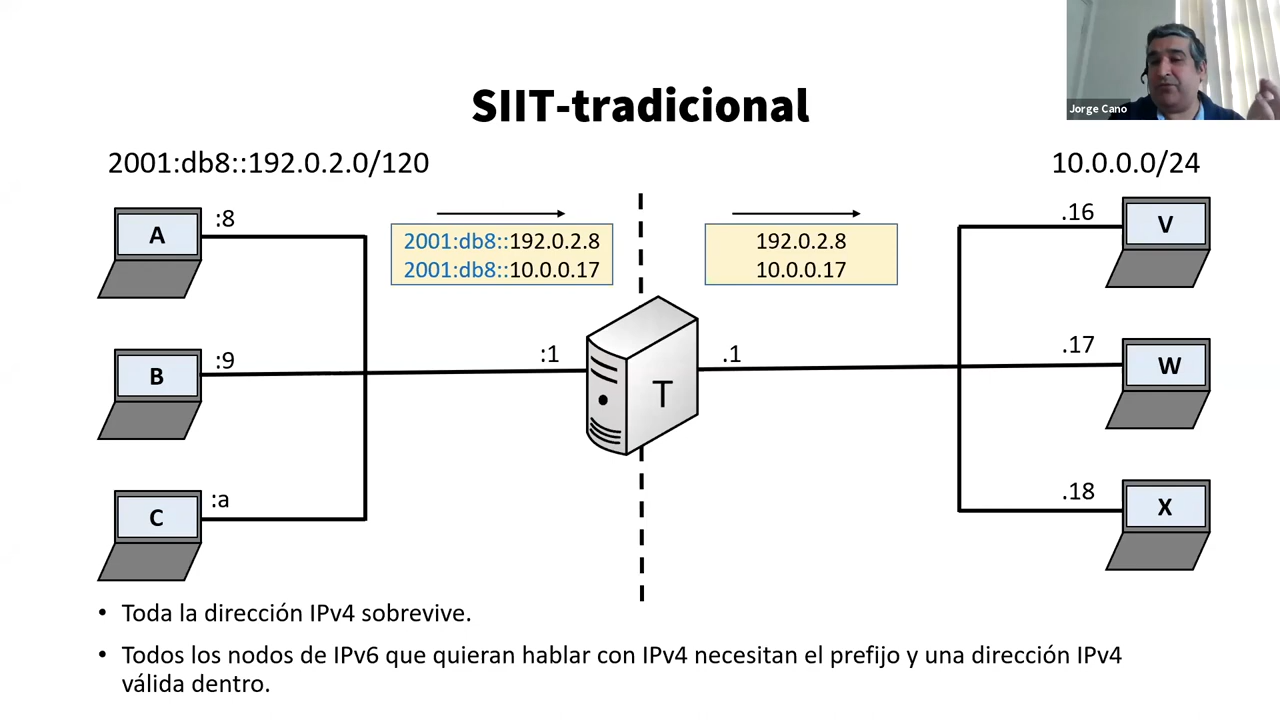 Jorge Cano
SIIT-tradicional
2001:db8::192.0.2.0/120
10.0.0.0/24
A
:8
2001:db8::192.0.2.8
2001:db8::10.0.0.17
192.0.2.8
10.0.0.17
.16
V
B
:9
:1
T
.1
.17
W
C
:a
.18
X
• Toda la dirección IPv4 sobrevive.
• Todos los nodos de IPv6 que quieran hablar con IPv4 necesitan el prefijo y una dirección IPv4
válida dentro.